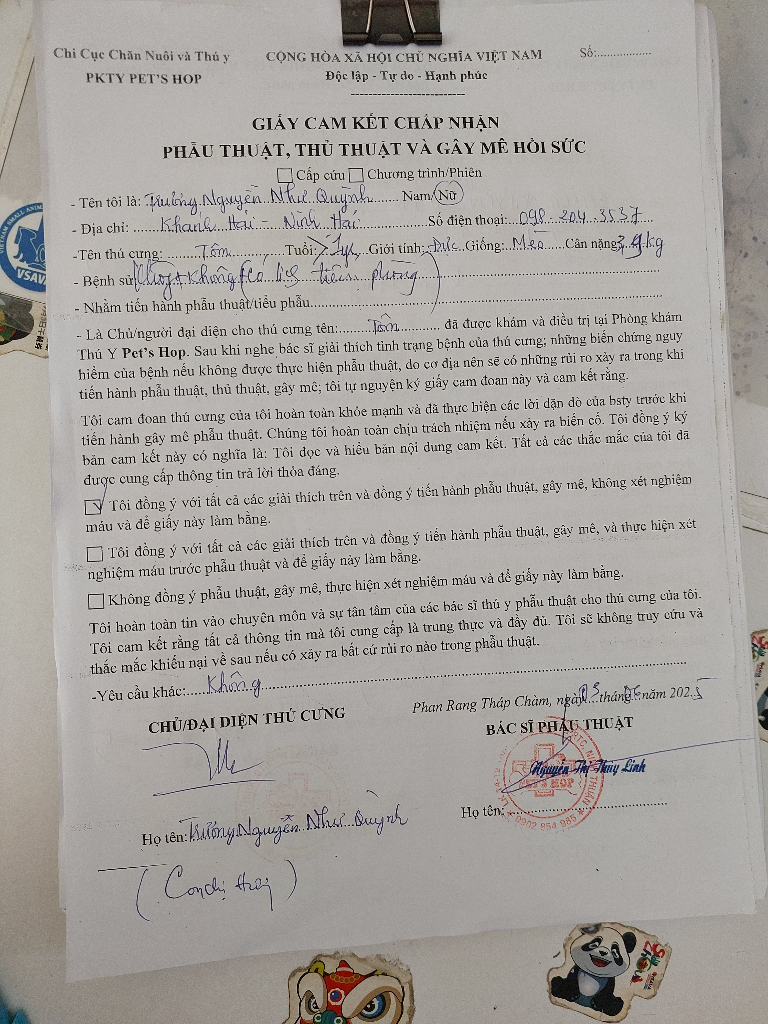 Chi Cục Chăn Nuôi và Thú y
PKTY PET'S HOP
CỘNG HÒA XÃ HỘI CHỦ NGHĨA VIỆT NAM
Độc lập - Tự do - Hạnh phúc
Số:................
GIẤY CAM KẾT CHẤP NHẬN
PHẪU THUẬT, THỦ THUẬT VÀ GÂY MÊ HỒI SỨC
Cấp cứu Chương trình/Phiên
- Tên tôi là: Trương Nguyễn Như Quỳnh Nam/Nữ
- Địa chỉ: Khánh Hải - Ninh Hải Số điện thoại: 098 204 3537
-Tên thú cưng: Tôm Tuổi: Giới tính: Đực Giống: Mèo Cân nặng 3,9kg
- Bệnh sử không tiêm phòng
- Nhằm tiến hành phẫu thuật/tiểu phẫu
- Là Chủ/người đại diện cho thú cưng tên: Tôm đã được khám và điều trị tại Phòng khám
Thú Y Pet's Hop. Sau khi nghe bác sĩ giải thích tình trạng bệnh của thú cưng; những biến chứng nguy
hiểm của bệnh nếu không được thực hiện phẫu thuật, do cơ địa nên sẽ có những rủi ro xảy ra trong khi
tiến hành phẫu thuật, thủ thuật, gây mê; tôi tự nguyện ký giấy cam đoan này và cam kết rằng.
Tôi cam đoan thú cưng của tôi hoàn toàn khỏe mạnh và đã thực hiện các lời dặn dò của bsty trước khi
tiến hành gây mê phẫu thuật. Chúng tôi hoàn toàn chịu trách nhiệm nếu xảy ra biến cố. Tôi đồng ý ký
bản cam kết này có nghĩa là: Tôi đọc và hiểu bản nội dung cam kết. Tất cả các thắc mắc của tôi đã
được cung cấp thông tin trả lời thỏa đáng.
Tôi đồng ý với tất cả các giải thích trên và đồng ý tiến hành phẫu thuật, gây mê, không xét nghiệm
máu và để giấy này làm bằng.
Tôi đồng ý với tất cả các giải thích trên và đồng ý tiến hành phẫu thuật, gây mê, và thực hiện xét
nghiệm máu trước phẫu thuật và để giấy này làm bằng.
Không đồng ý phẫu thuật, gây mê, thực hiện xét nghiệm máu và để giấy này làm bằng.
Tôi hoàn toàn tin vào chuyên môn và sự tận tâm của các bác sĩ thú y phẫu thuật cho thú cưng của tôi.
Tôi cam kết rằng tất cả thông tin mà tôi cung cấp là trung thực và đầy đủ. Tôi sẽ không truy cứu và
thắc mắc khiếu nại về sau nếu có xảy ra bất cứ rủi ro nào trong phẫu thuật.
-Yêu cầu khác: Không
Phan Rang Tháp Chàm, ngày 03 tháng 06 năm 2025
CHỦ/ĐẠI DIỆN THÚ CƯNG
BÁC SĨ PHẪU THUẬT
Nguyễn Thị Thùy Linh
PET'S HOP
0902 954 985
Họ tên: Trương Nguyễn Như Quỳnh
Họ tên:
VSAVA